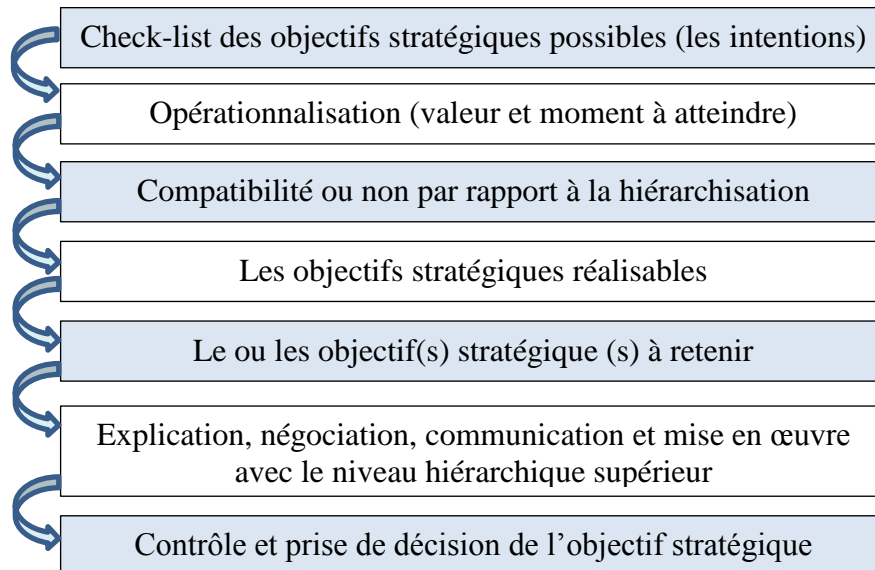 Check-list des objectifs stratégiques possibles (les intentions)
Opérationnalisation (valeur et moment à atteindre)
Compatibilité ou non par rapport à la hiérarchisation
Les objectifs stratégiques réalisables
Le ou les objectif(s) stratégique (s) à retenir
Explication, négociation, communication et mise en œuvre
avec le niveau hiérarchique supérieur
Contrôle et prise de décision de l’objectif stratégique